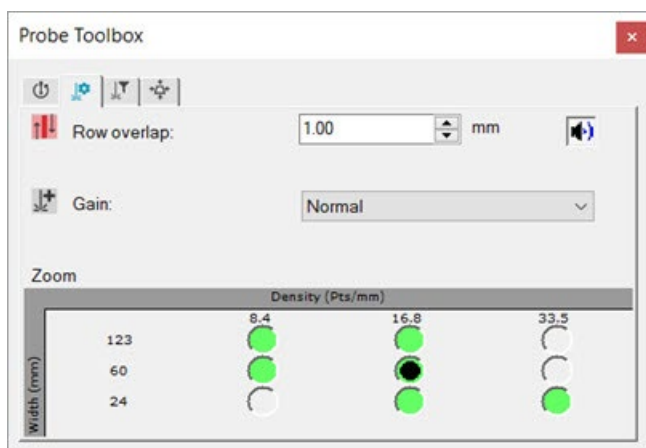 Probe Toolbox
Row overlap: 1.00 mm
Gain: Normal
Zoom
Density (Pts/mm)
8.4 16.8 33.5
Width (mm)
123
60
24